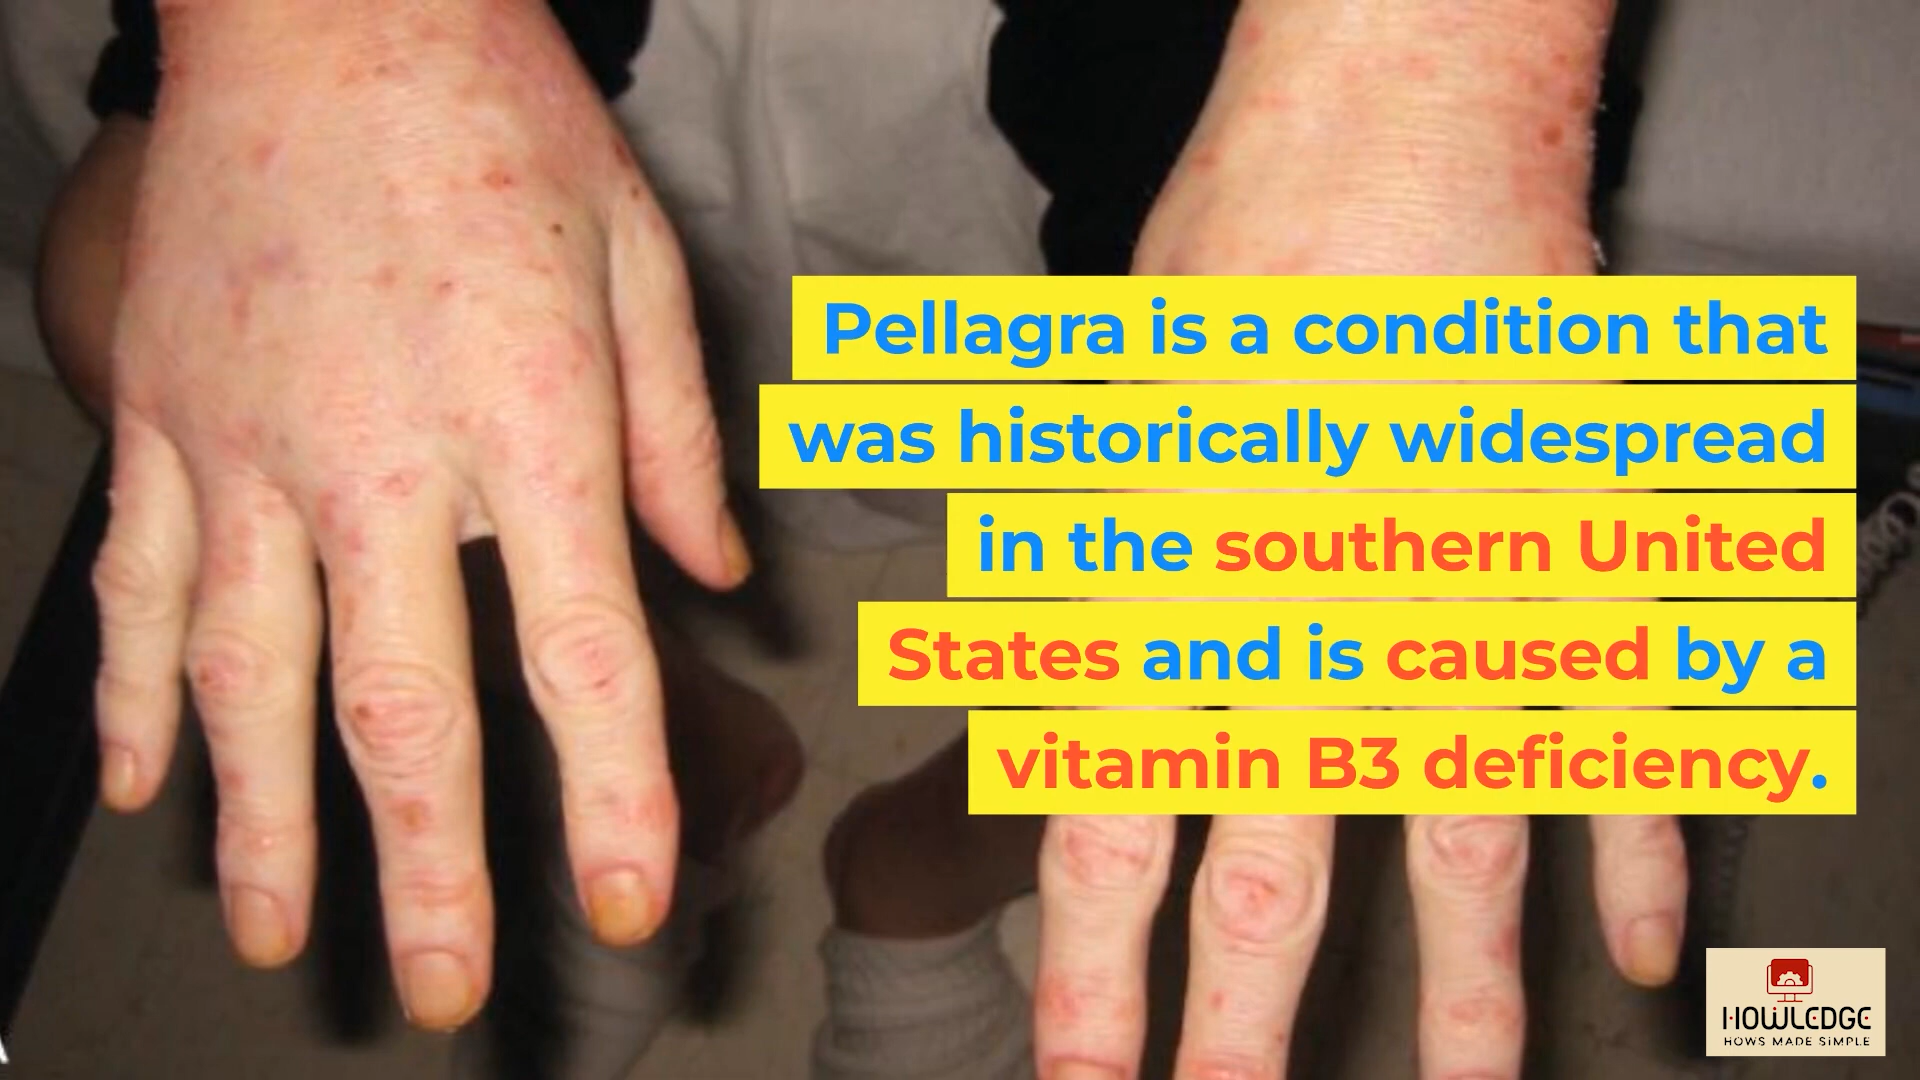 Pellagra is a condition that
was historically widespread
in the southern United
States and is caused by a
vitamin B3 deficiency.
HOWLEDGE
HOWS MADE SIMPLE